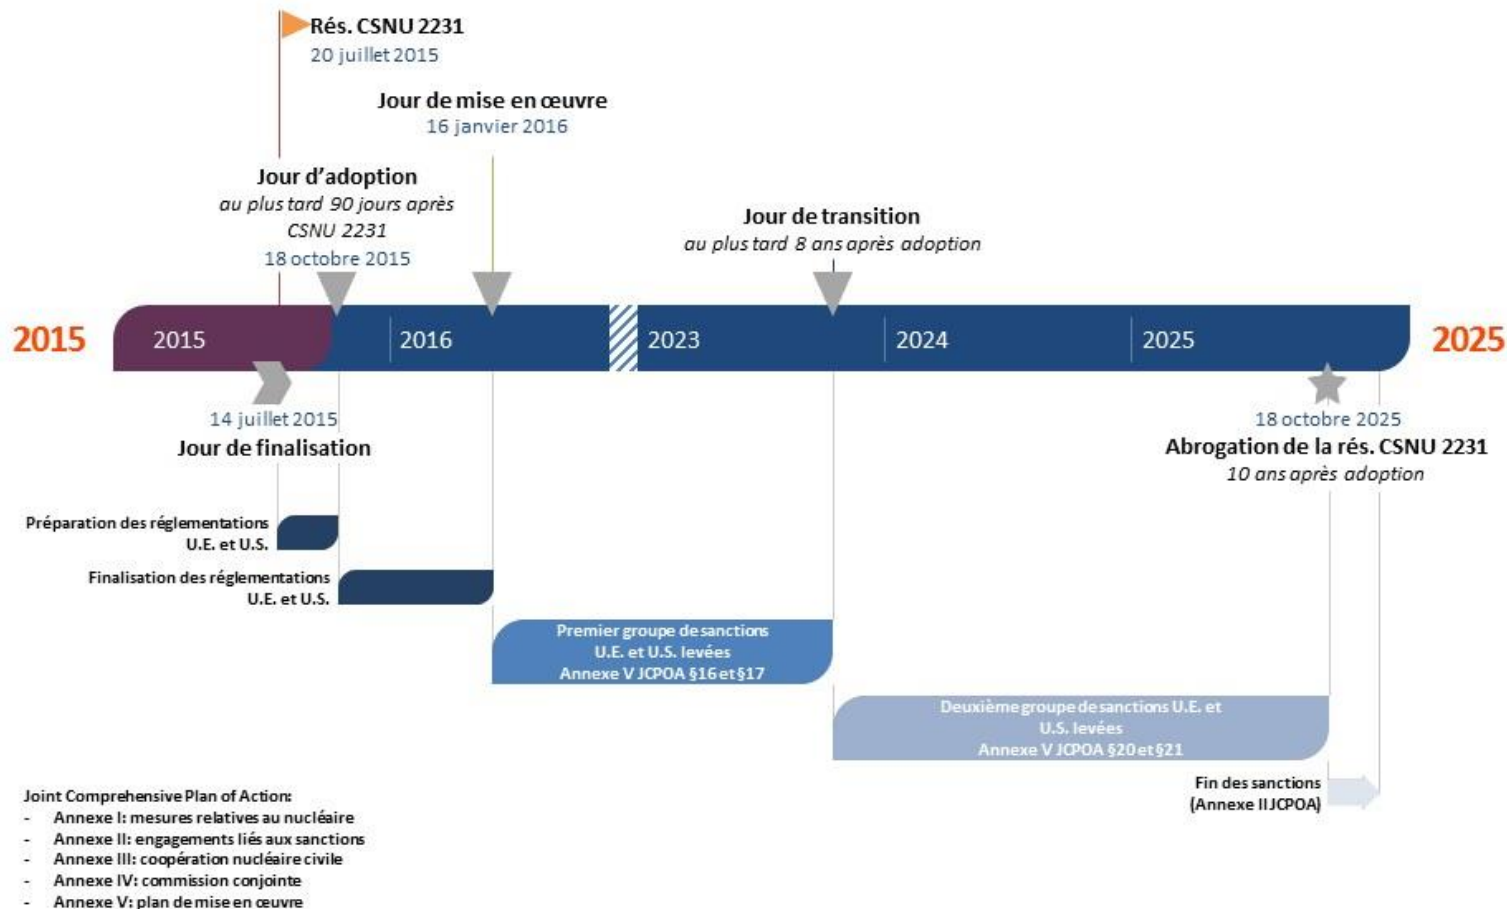 Rés. CSNU 2231
20 juillet 2015
Jour de mise en œuvre
16 janvier 2016
Jour d'adoption
au plus tard 90 jours après
CSNU 2231
18 octobre 2015
Jour de transition
au plus tard 8 ans après adoption
2015
2015
2016
2023
2024
2025
2025
14 juillet 2015
Jour de finalisation
18 octobre 2025
Abrogation de la rés. CSNU 2231
10 ans après adoption
Préparation des réglementations
U.E. et U.S.
Finalisation des réglementations
U.E. et U.S.
Premier groupe de sanctions
U.E. et U.S. levées
Annexe V JCPOA §16 et §17
Deuxième groupe de sanctions U.E. et
U.S. levées
Annexe V JCPOA §20 et §21
Fin des sanctions
(Annexe II JCPOA)
Joint Comprehensive Plan of Action:
- Annexe I: mesures relatives au nucléaire
- Annexe II: engagements liés aux sanctions
- Annexe III: coopération nucléaire civile
- Annexe IV: commission conjointe
- Annexe V: plan de mise en œuvre